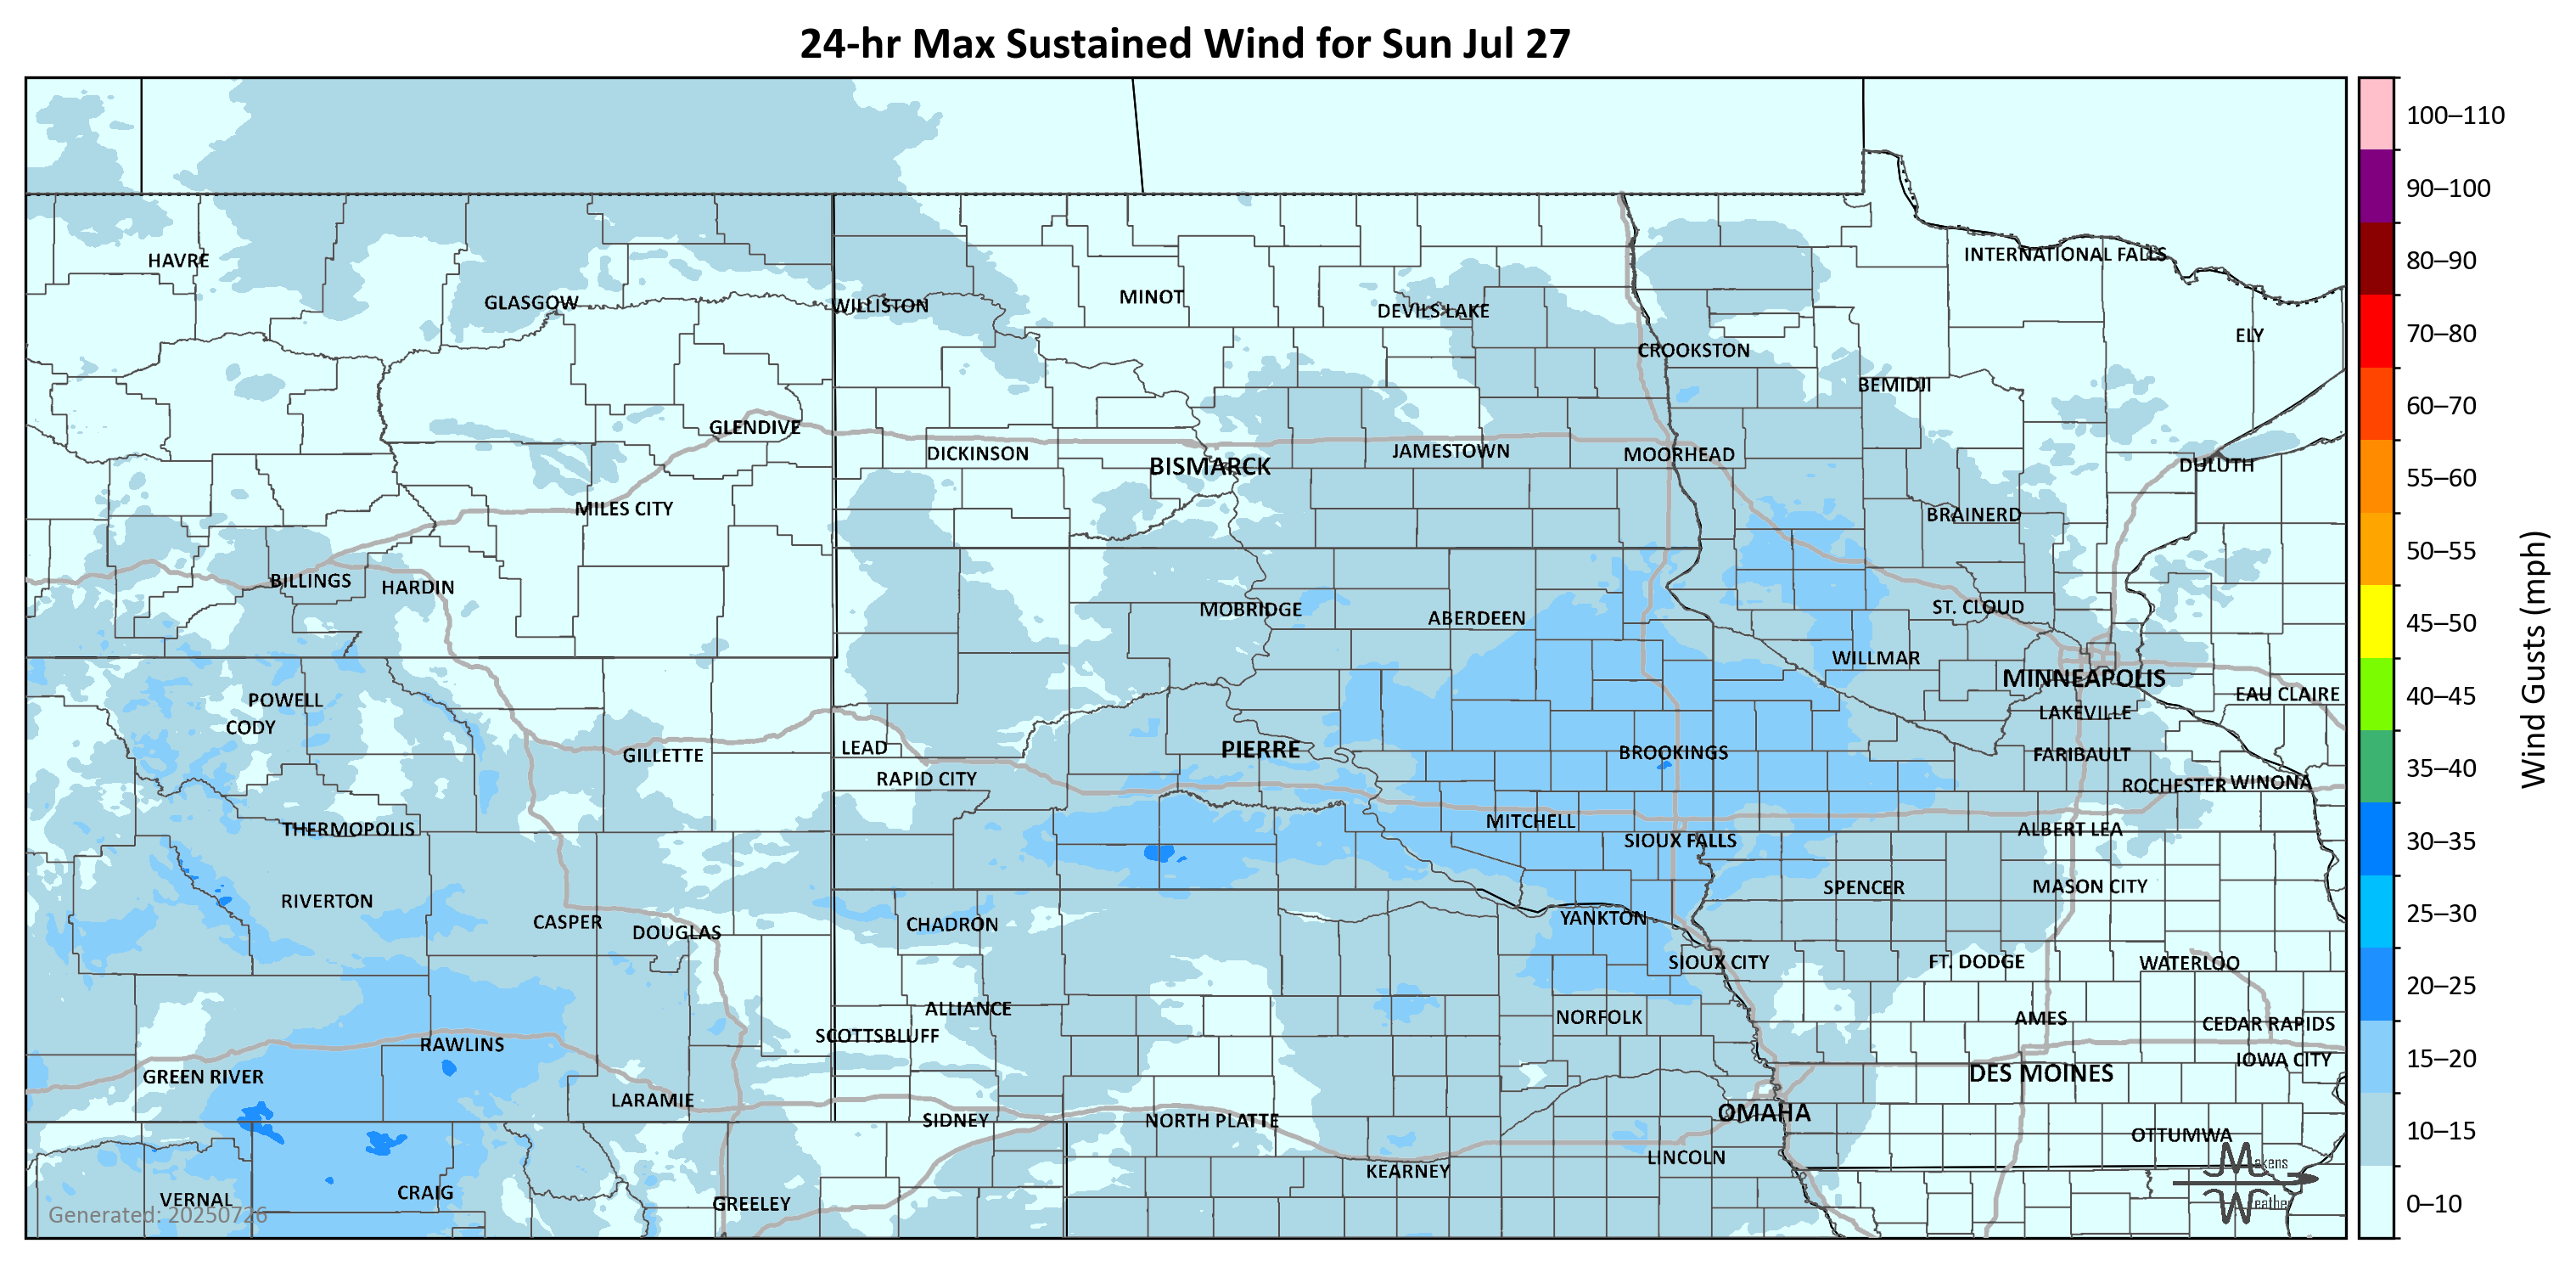 24-hr Max Sustained Wind for Sun Jul 27
100–110
90–100
80–90
70–80
60–70
55–60
50–55
45–50
40–45
35–40
30–35
25–30
20–25
15–20
10–15
0–10
Wind Gusts (mph)
HAVRE
GLASGOW
WILLISTON
MINOT
DEVILS LAKE
INTERNATIONAL FALLS
ELY
CROOKSTON
BEMIDJI
GLENDIVE
DICKINSON
BISMARCK
JAMESTOWN
MOORHEAD
DULUTH
MILES CITY
BRAINERD
BILLINGS
HARDIN
MOBRIDGE
ABERDEEN
ST. CLOUD
WILLMAR
MINNEAPOLIS
EAU CLAIRE
POWELL
CODY
LAKEVILLE
GILLETTE
LEAD
PIERRE
BROOKINGS
FARIBAULT
RAPID CITY
ROCHESTER
WINONA
THERMOPOLIS
MITCHELL
SIOUX FALLS
ALBERT LEA
RIVERTON
SPENCER
MASON CITY
CASPER
DOUGLAS
CHADRON
YANKTON
SIOUX CITY
FT. DODGE
WATERLOO
ALLIANCE
SCOTTSBLUFF
NORFOLK
AMES
CEDAR RAPIDS
RAWLINS
IOWA CITY
GREEN RIVER
DES MOINES
LARAMIE
SIDNEY
NORTH PLATTE
OMAHA
OTTUMWA
LINCOLN
KEARNEY
VERNAL
CRAIG
GREELEY
Generated: 20250726
Makens
Weather